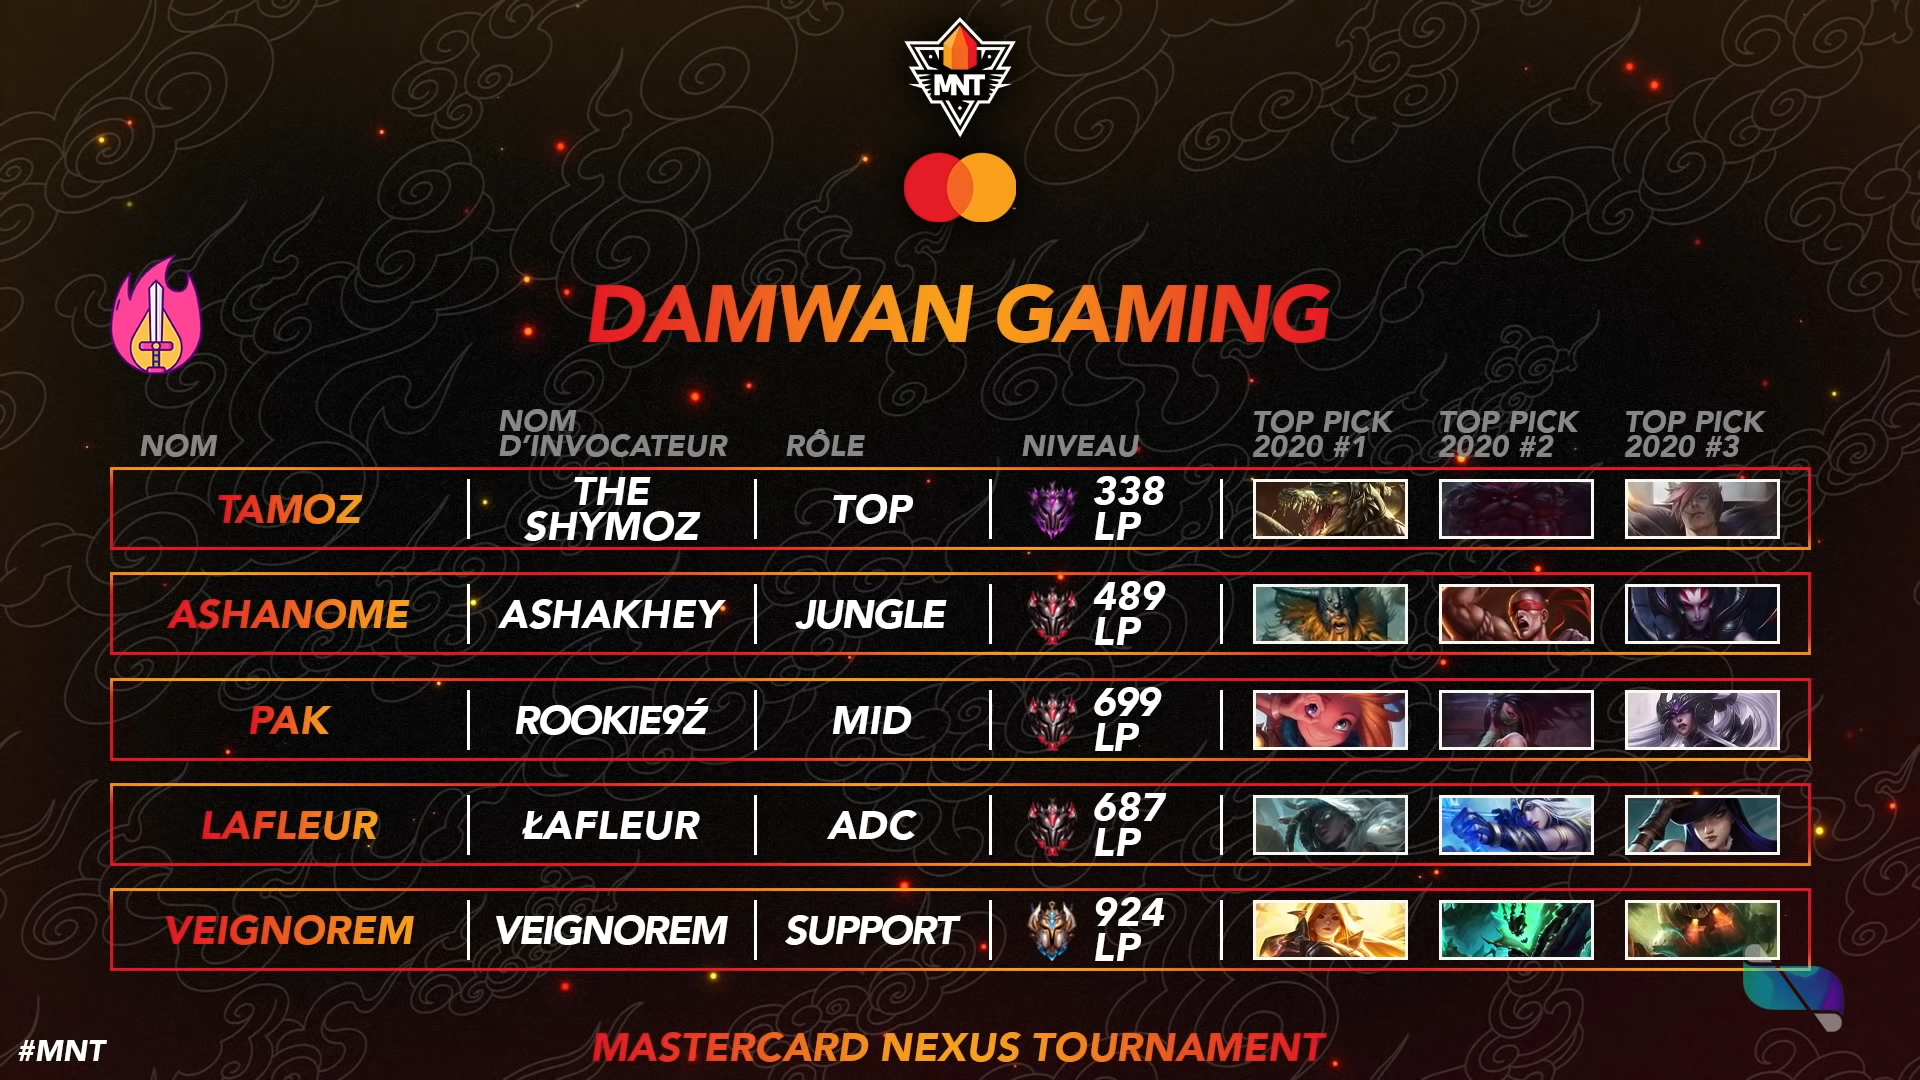 MNT
DAMWAN GAMING
NOM
NOM
D'INVOCATEUR
RÔLE
NIVEAU
TOP PICK
2020 #1
TOP PICK
2020 #2
TOP PICK
2020 #3
TAMOZ
THE
SHYMOZ
TOP
338
LP
ASHANOME
ASHAKHEY
JUNGLE
489
LP
PAK
ROOKIE9Ź
MID
699
LP
LAFLEUR
ŁAFLEUR
ADC
687
LP
VEIGNOREM
VEIGNOREM
SUPPORT
924
LP
#MNT
MASTERCARD NEXUS TOURNAMENT